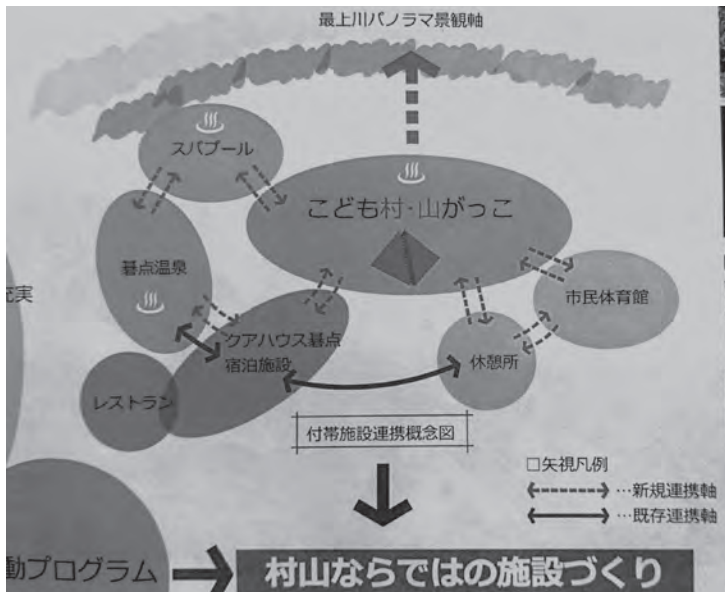 最上川パノラマ景観軸
スパプール
こども村・山がっこ
碁点温泉
充実
市民体育館
クアハウス碁点
宿泊施設
休憩所
レストラン
付帯施設連携概念図
□矢視凡例
…新規連携軸
…既存連携軸
動プログラム
村山ならではの施設づくり